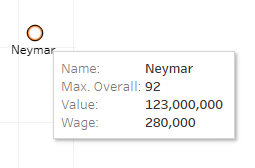 Neymar
Name: Neymar
Max. Overall: 92
Value: 123,000,000
Wage: 280,000